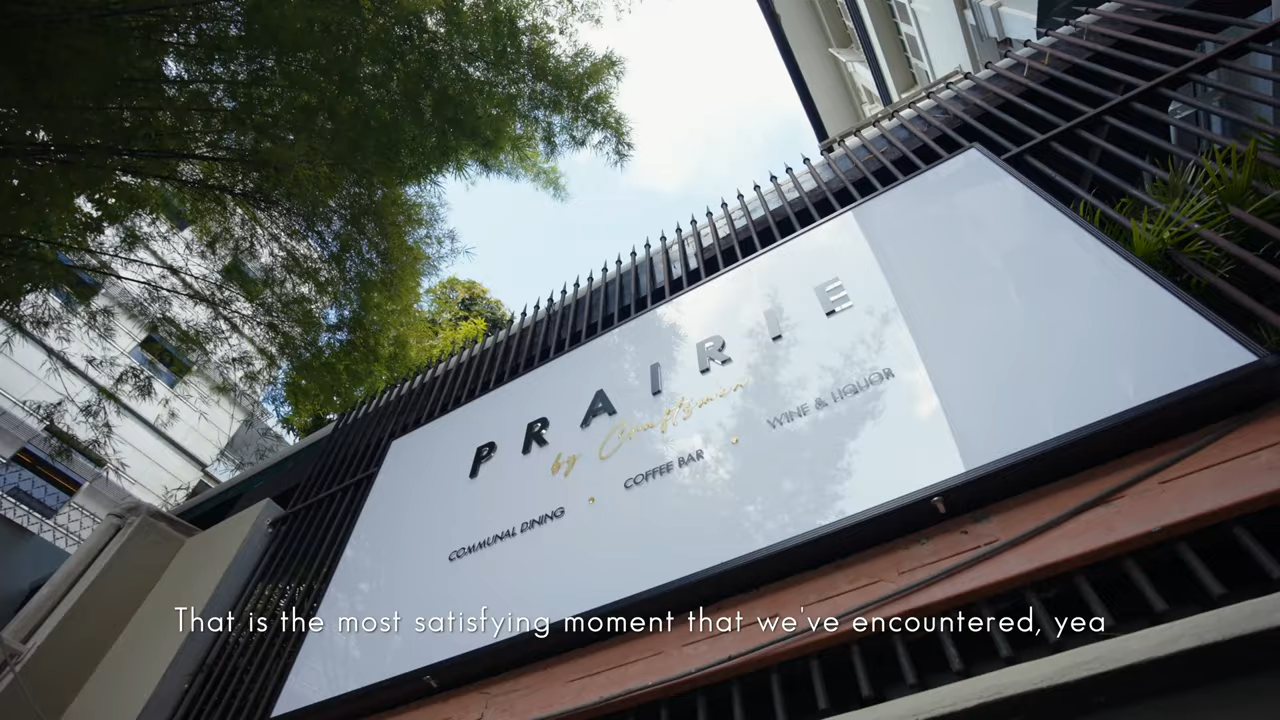 PRAIRIE
by Craftsmen
COMMUNAL DINING • COFFEE BAR • WINE & LIQUOR
That is the most satisfying moment that we've encountered, yea